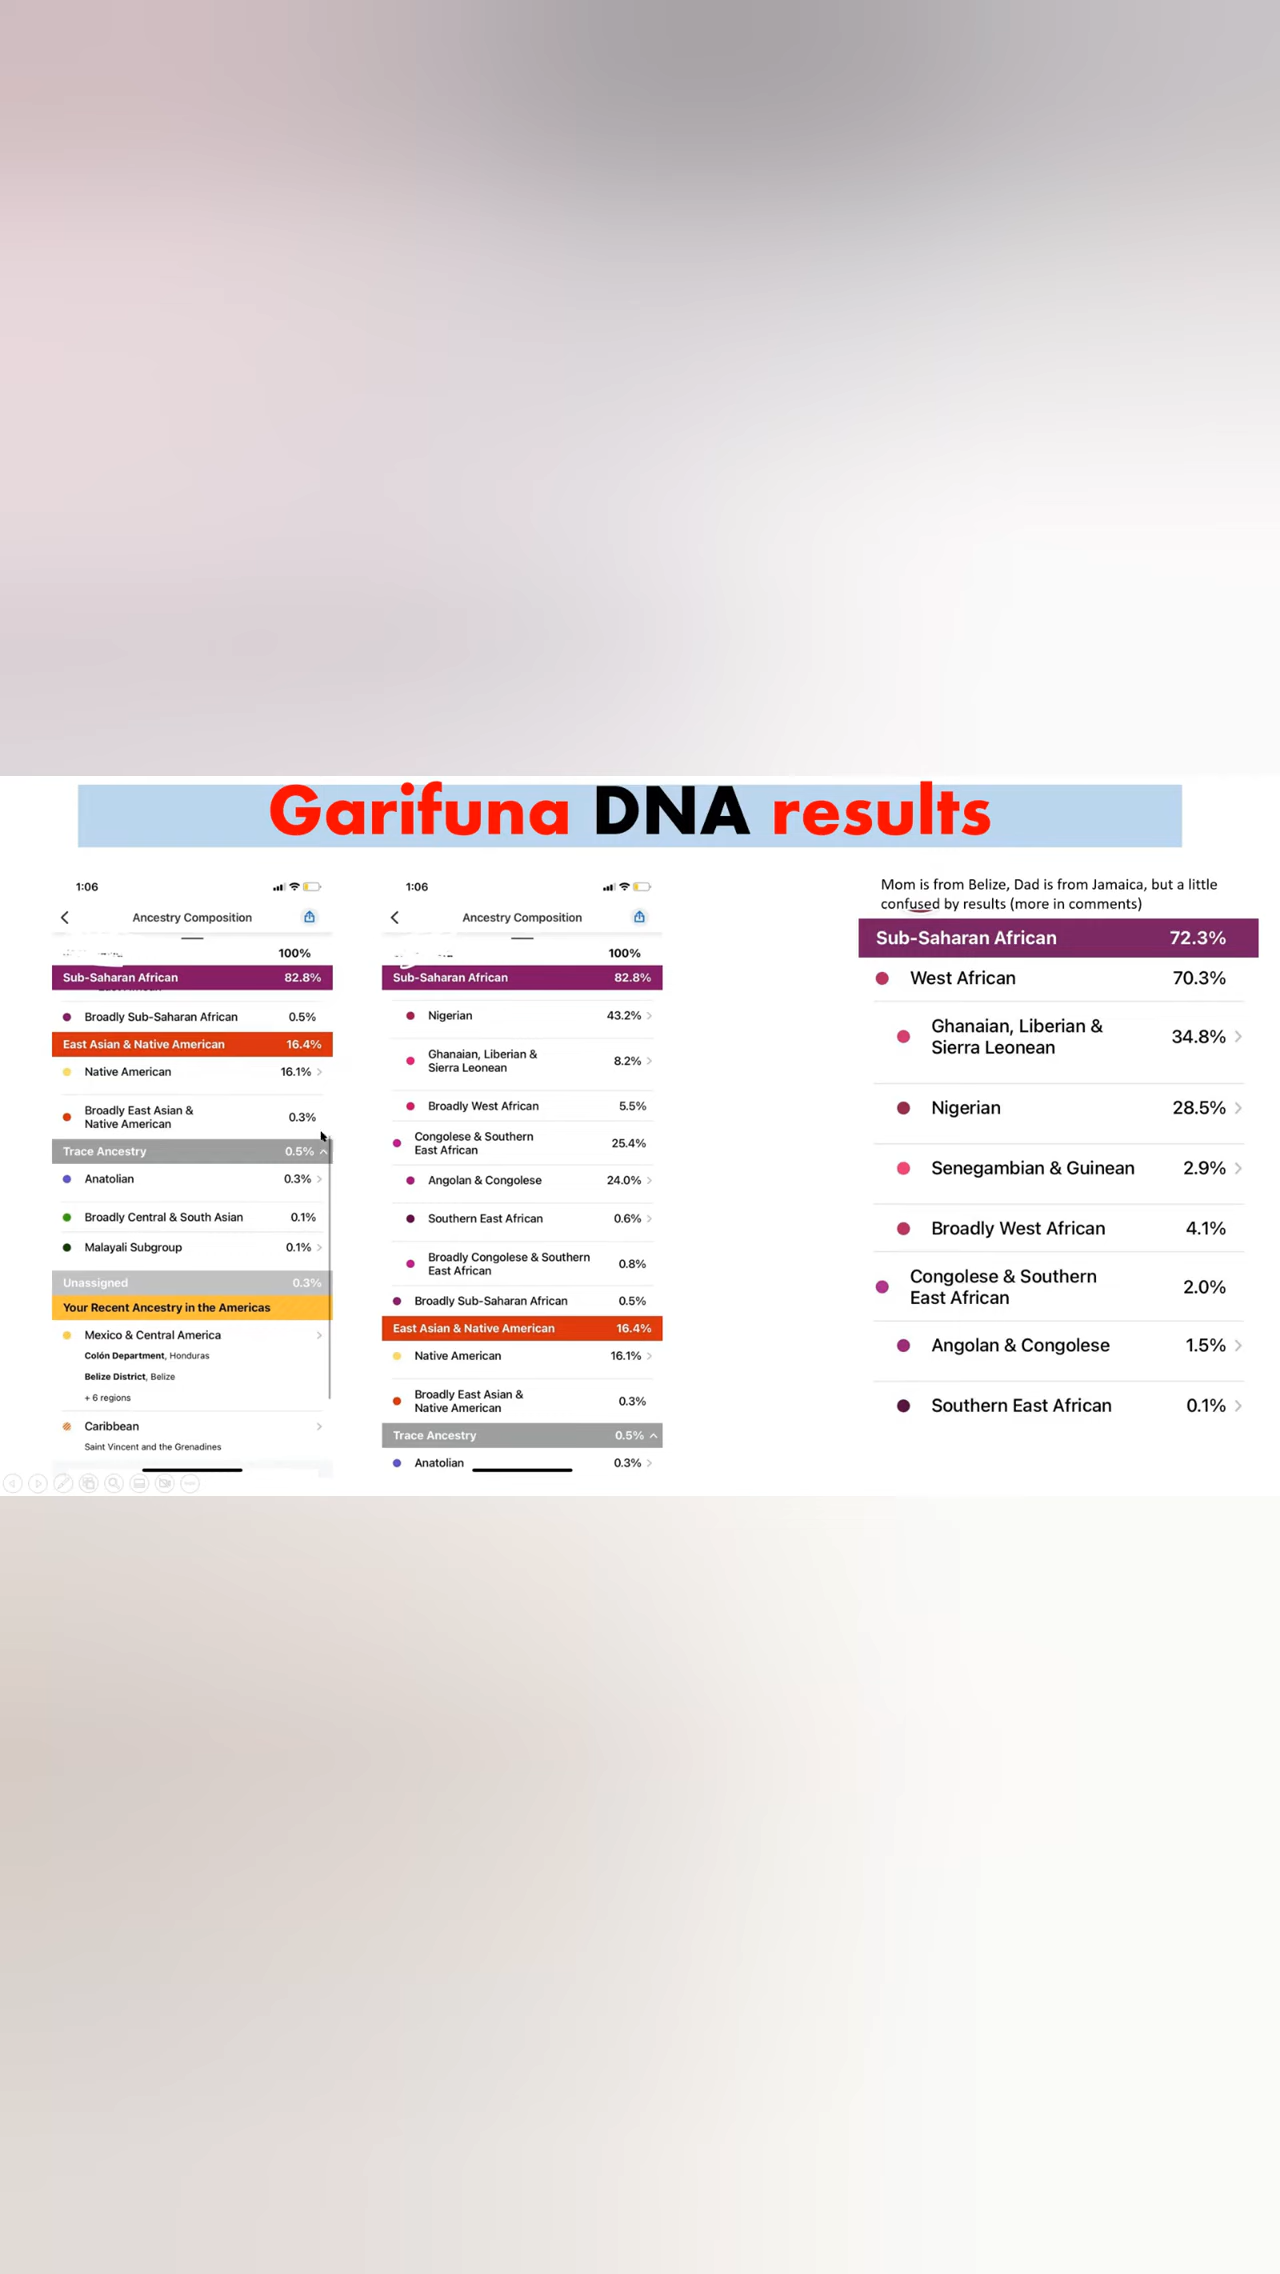 Garifuna DNA results
1:06
Ancestry Composition
100%
Sub-Saharan African 82.8%
Broadly Sub-Saharan African 0.5%
East Asian & Native American 16.4%
Native American 16.1%
Broadly East Asian &
Native American 0.3%
Trace Ancestry 0.5%
Anatolian 0.3%
Broadly Central & South Asian 0.1%
Malayali Subgroup 0.1%
Unassigned 0.3%
Your Recent Ancestry in the Americas
Mexico & Central America
Colón Department, Honduras
Belize District, Belize
+ 6 regions
Caribbean
Saint Vincent and the Grenadines
1:06
Ancestry Composition
100%
Sub-Saharan African 82.8%
Nigerian 43.2%
Ghanaian, Liberian &
Sierra Leonean 8.2%
Broadly West African 5.5%
Congolese & Southern
East African 25.4%
Angolan & Congolese 24.0%
Southern East African 0.6%
Broadly Congolese & Southern
East African 0.8%
Broadly Sub-Saharan African 0.5%
East Asian & Native American 16.4%
Native American 16.1%
Broadly East Asian &
Native American 0.3%
Trace Ancestry 0.5%
Anatolian 0.3%
Mom is from Belize, Dad is from Jamaica, but a little
confused by results (more in comments)
Sub-Saharan African 72.3%
West African 70.3%
Ghanaian, Liberian &
Sierra Leonean 34.8%
Nigerian 28.5%
Senegambian & Guinean 2.9%
Broadly West African 4.1%
Congolese & Southern
East African 2.0%
Angolan & Congolese 1.5%
Southern East African 0.1%